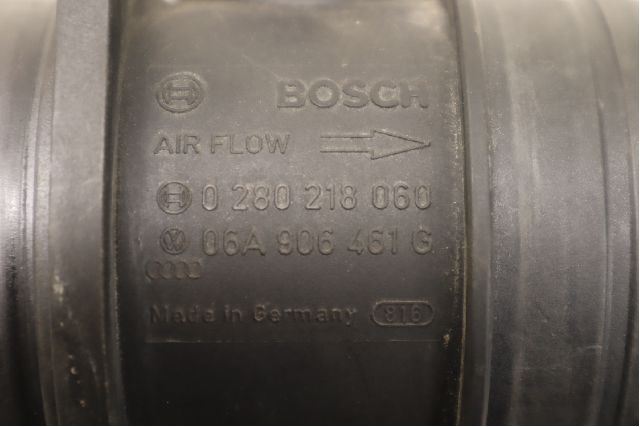 BOSCH
AIR FLOW
0 280 218 060
06A 906 461 G
Made in Germany 816